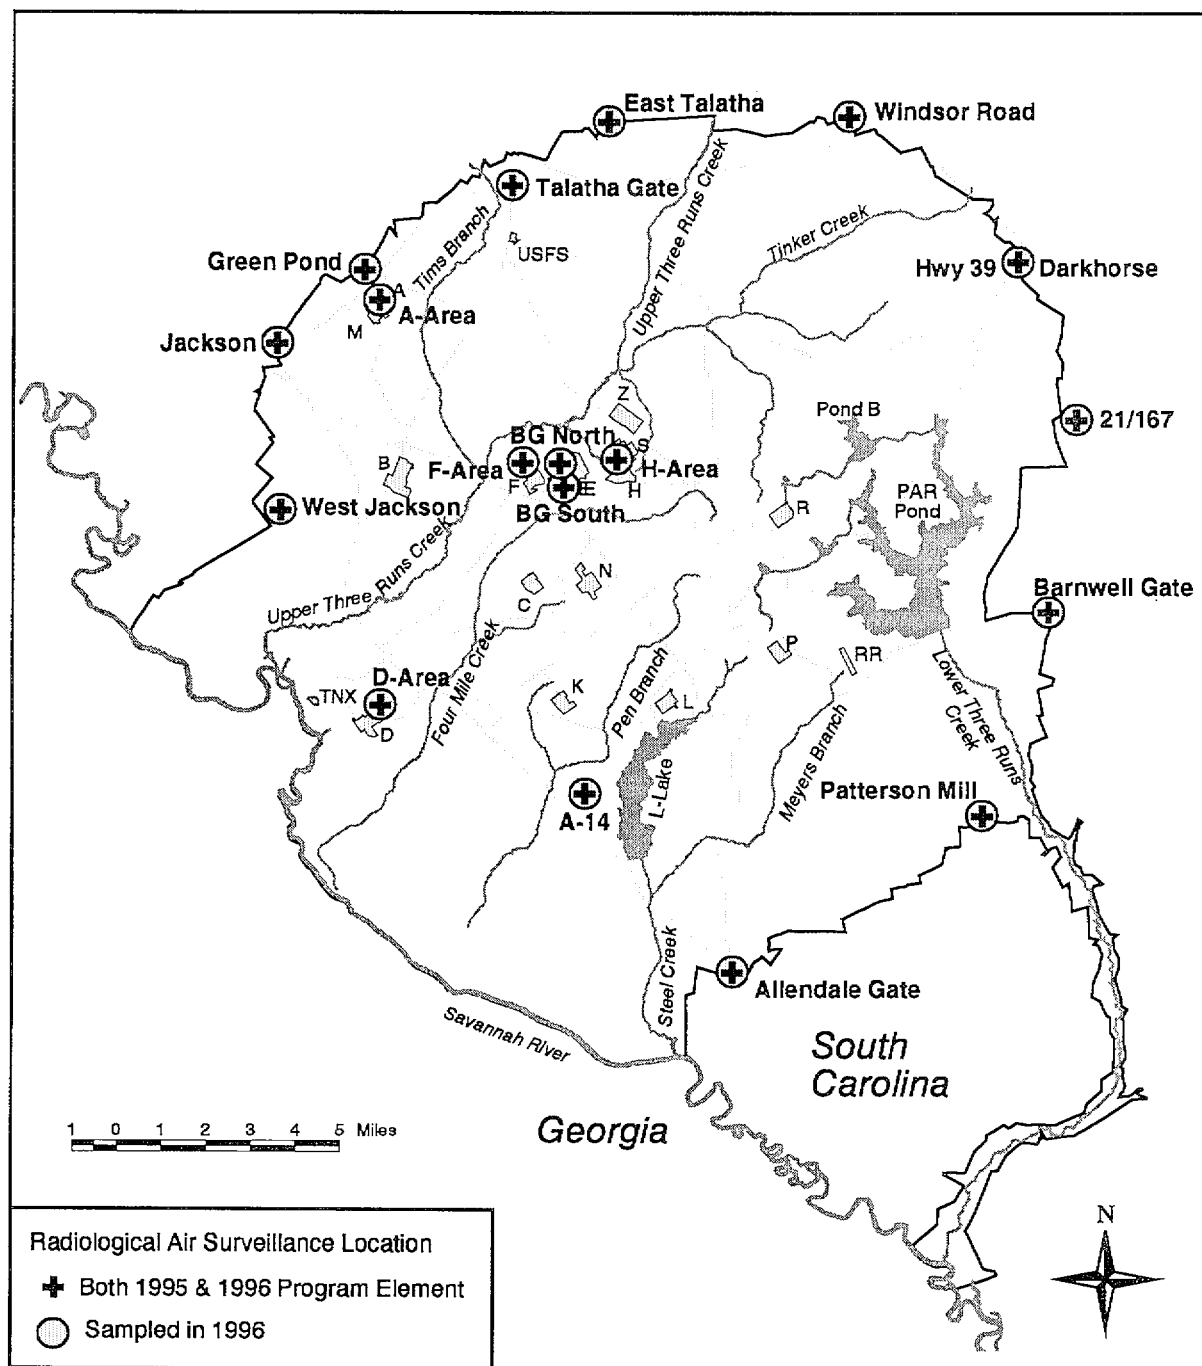 East Talatha
Windsor Road
Talatha Gate
Upper Three Runs Creek
Tims Branch
USFS
Tinker Creek
Green Pond
Hwy 39
Darkhorse
A
A-Area
M
Jackson
Z
Pond B
21/167
BG North
S
B
F-Area
H-Area
F
E
H
PAR
Pond
West Jackson
BG South
R
Upper Three Runs Creek
N
C
Barnwell Gate
P
RR
D-Area
TNX
D
Four Mile Creek
K
Pen Branch
L
Lower Three Runs
Creek
L-Lake
Meyers Branch
Patterson Mill
A-14
Steel Creek
Allendale Gate
Savannah River
South
Carolina
Georgia
1 0 1 2 3 4 5 Miles
N
Radiological Air Surveillance Location
Both 1995 & 1996 Program Element
Sampled in 1996